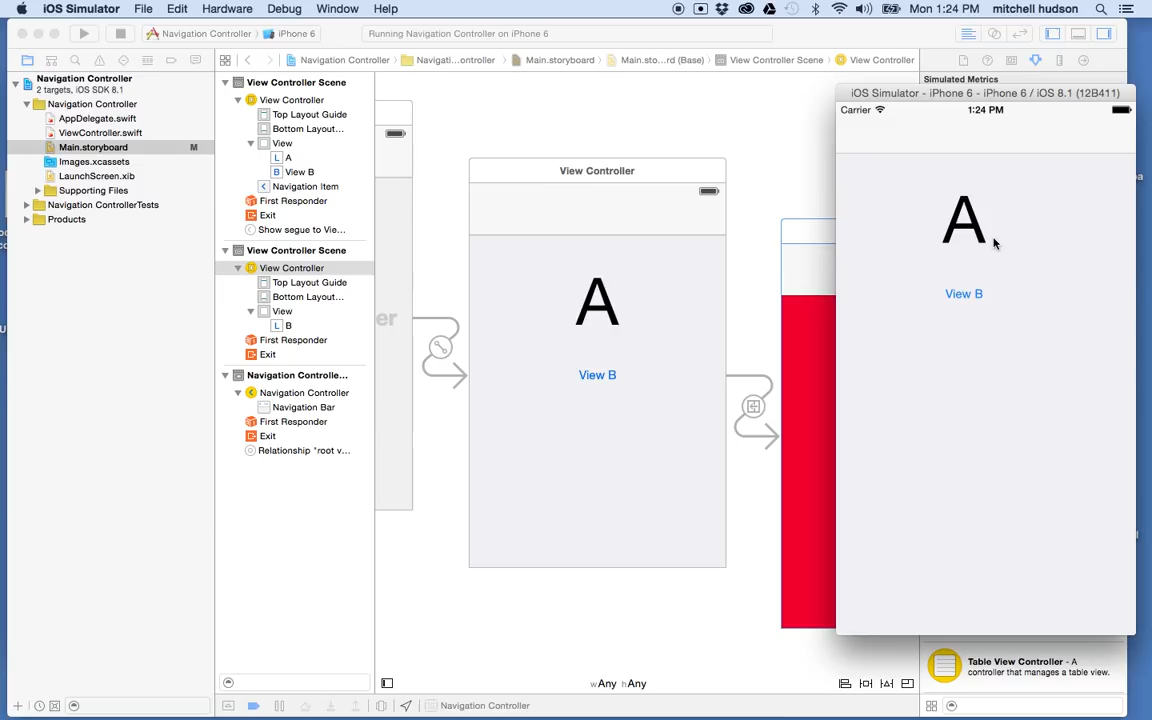 iOS Simulator File Edit Hardware Debug Window Help Mon 1:24 PM mitchell hudson
Navigation Controller iPhone 6 Running Navigation Controller on iPhone 6
Navigation Controller Navigati...ontroller Main.storyboard Main.sto...rd (Base) View Controller Scene View Controller
Navigation Controller
2 targets, iOS SDK 8.1
Navigation Controller
AppDelegate.swift
ViewController.swift
Main.storyboard M
Images.xcassets
LaunchScreen.xib
Supporting Files
Navigation ControllerTests
Products
View Controller Scene
View Controller
Top Layout Guide
Bottom Layout...
View
L A
B View B
Navigation Item
First Responder
Exit
Show segue to Vie...
View Controller Scene
View Controller
Top Layout Guide
Bottom Layout...
View
L B
First Responder
Exit
Navigation Controlle...
Navigation Controller
Navigation Bar
First Responder
Exit
Relationship "root v...
er
View Controller
A
View B
wAny hAny
Simulated Metrics
iOS Simulator - iPhone 6 - iPhone 6 / iOS 8.1 (12B411)
Carrier 1:24 PM
A
View B
Table View Controller - A
controller that manages a table view.
Navigation Controller